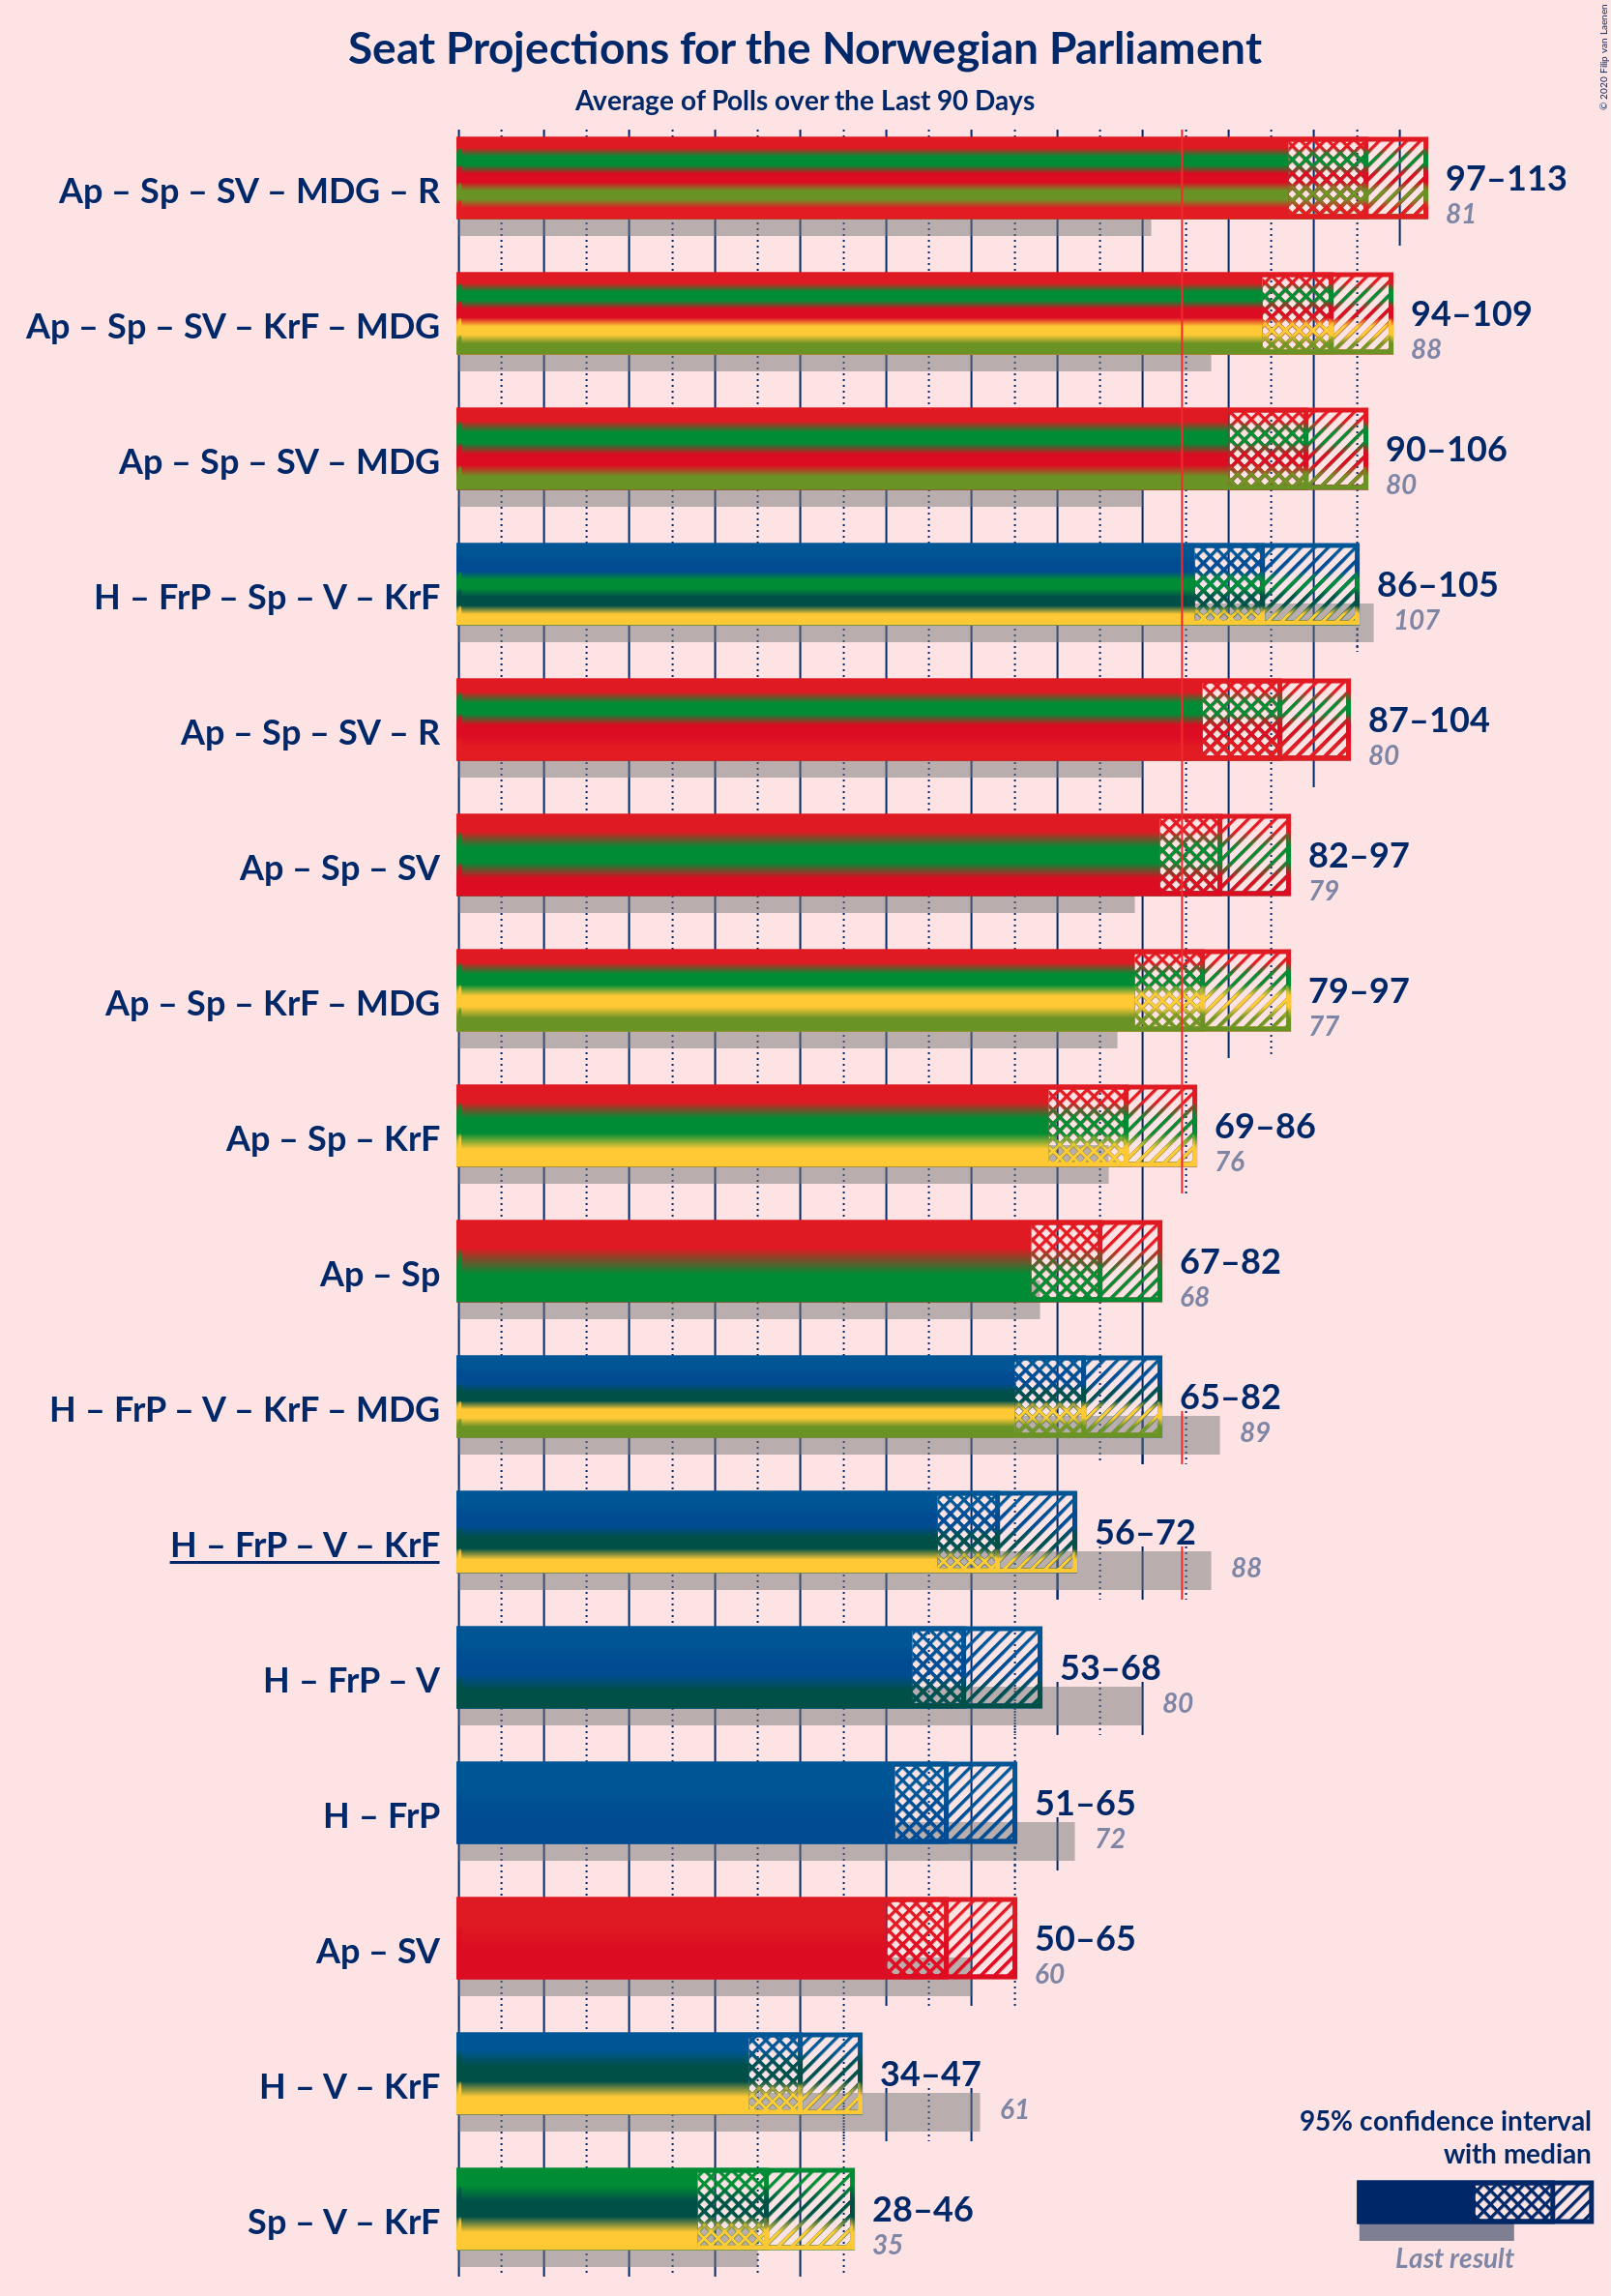 Seat Projections for the Norwegian Parliament
Average of Polls over the Last 90 Days
© 2020 Filip van Laenen
Ap – Sp – SV – MDG – R
97–113
81
Ap – Sp – SV – KrF – MDG
94–109
88
Ap – Sp – SV – MDG
90–106
80
H – FrP – Sp – V – KrF
86–105
107
Ap – Sp – SV – R
87–104
80
Ap – Sp – SV
82–97
79
Ap – Sp – KrF – MDG
79–97
77
Ap – Sp – KrF
69–86
76
Ap – Sp
67–82
68
H – FrP – V – KrF – MDG
65–82
89
H – FrP – V – KrF
56–72
88
H – FrP – V
53–68
80
H – FrP
51–65
72
Ap – SV
50–65
60
H – V – KrF
34–47
61
Sp – V – KrF
28–46
35
95% confidence interval
with median
Last result